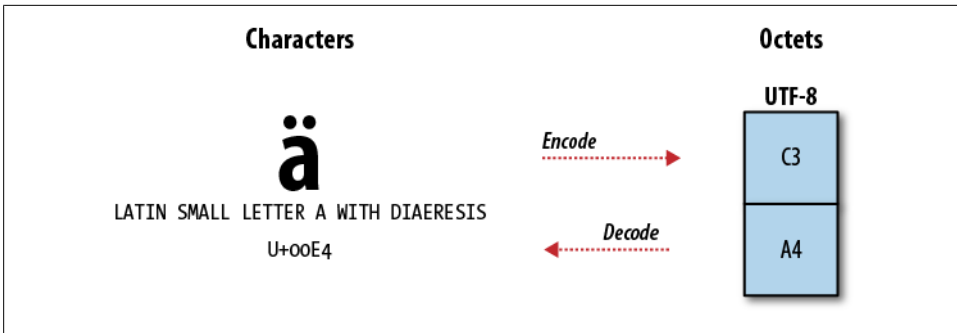 Characters
Octets
UTF-8
ä
Encode
C3
LATIN SMALL LETTER A WITH DIAERESIS
U+00E4
Decode
A4